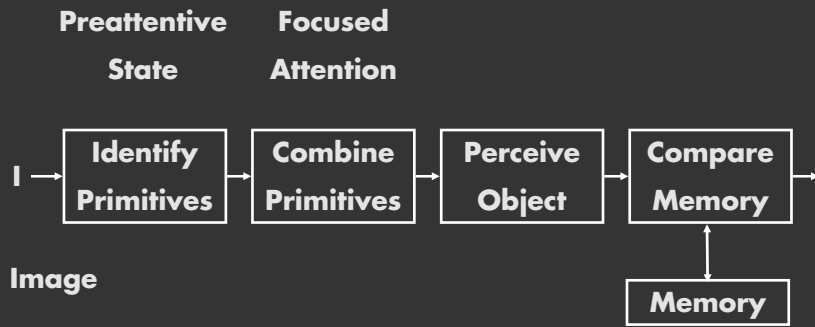 Preattentive
State
Focused
Attention
I
Identify
Primitives
Combine
Primitives
Perceive
Object
Compare
Memory
Image
Memory